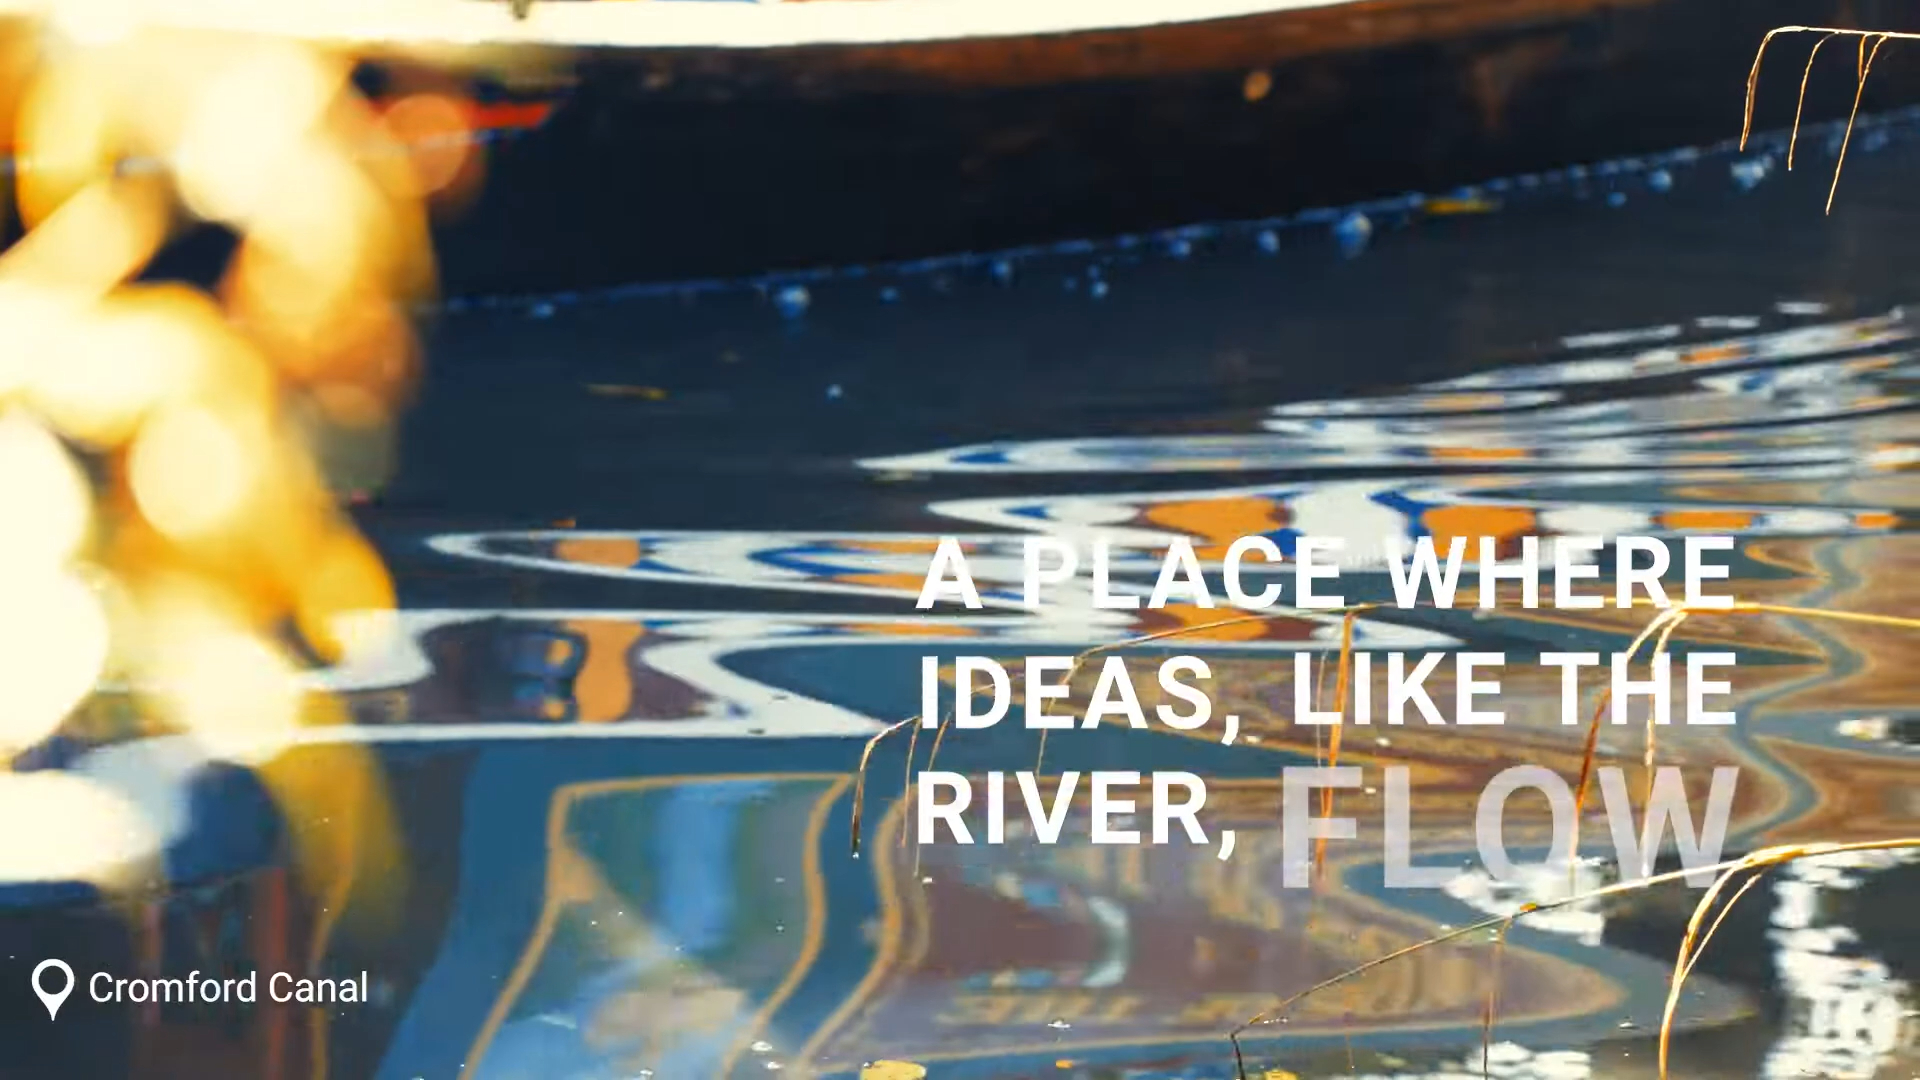 A PLACE WHERE
IDEAS, LIKE THE
RIVER, FLOW
Cromford Canal